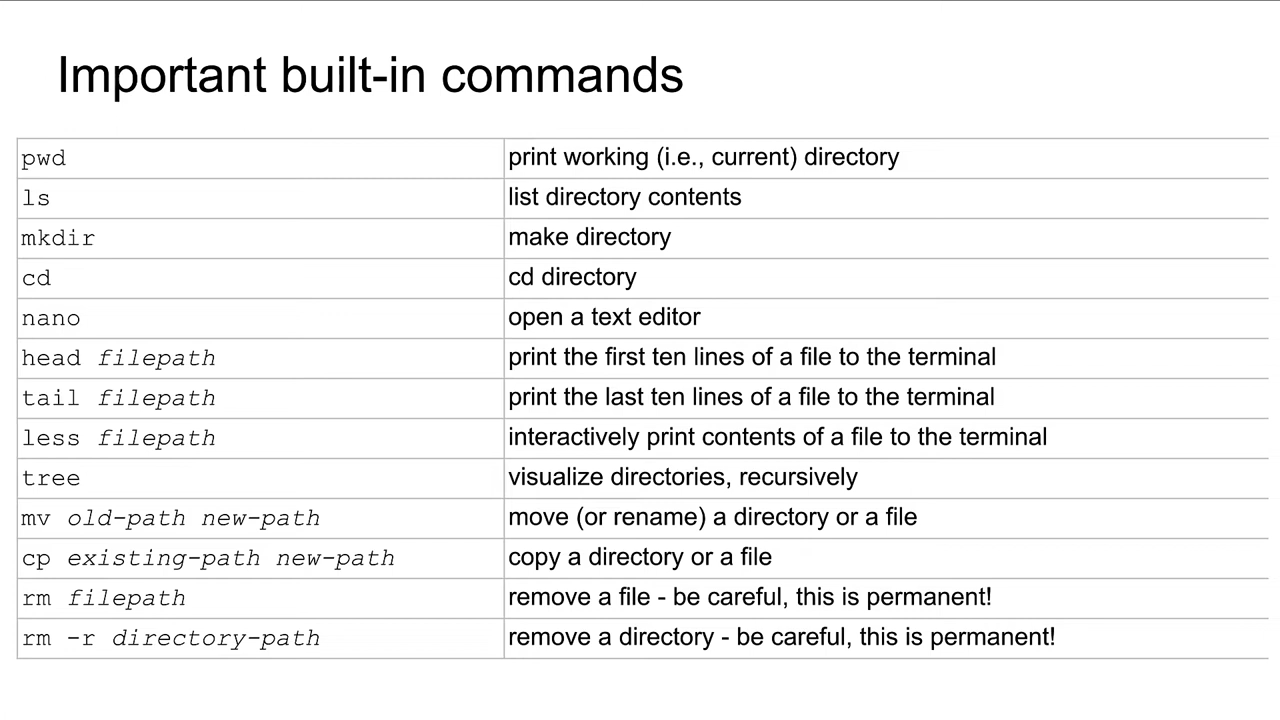 Important built-in commands
pwd print working (i.e., current) directory
ls list directory contents
mkdir make directory
cd cd directory
nano open a text editor
head filepath print the first ten lines of a file to the terminal
tail filepath print the last ten lines of a file to the terminal
less filepath interactively print contents of a file to the terminal
tree visualize directories, recursively
mv old-path new-path move (or rename) a directory or a file
cp existing-path new-path copy a directory or a file
rm filepath remove a file - be careful, this is permanent!
rm -r directory-path remove a directory - be careful, this is permanent!